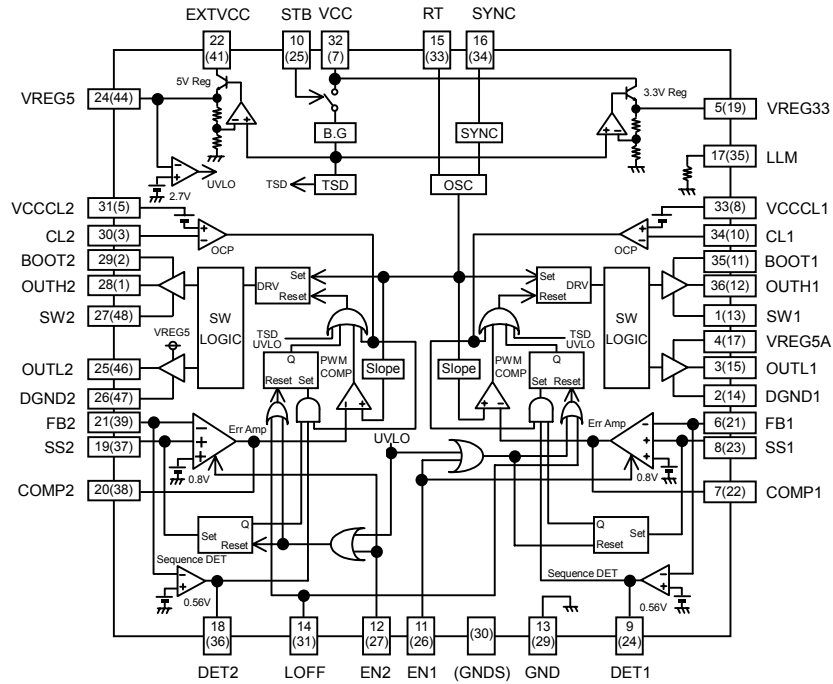 EXTVCC STB VCC RT SYNC
22 (41)
10 (25)
32 (7)
15 (33)
16 (34)
5V Reg
3.3V Reg
VREG5 24(44)
5(19) VREG33
B.G
SYNC
17(35) LLM
TSD
TSD
OSC
UVLO
2.7V
VCCCL2 31(5)
33(8) VCCCL1
CL2 30(3)
34(10) CL1
OCP
OCP
BOOT2 29(2)
35(11) BOOT1
OUTH2 28(1)
36(12) OUTH1
SW2 27(48)
1(13) SW1
SW LOGIC
DRV
Set
Reset
Set
Reset
DRV
SW LOGIC
VREG5
TSD
UVLO
TSD
UVLO
4(17) VREG5A
OUTL2 25(46)
3(15) OUTL1
DGND2 26(47)
2(14) DGND1
Q
Reset Set
PWM COMP
Slope
Slope
PWM COMP
Q
Set Reset
FB2 21(39)
6(21) FB1
SS2 19(37)
8(23) SS1
Err Amp
Err Amp
0.8V
0.8V
UVLO
COMP2 20(38)
7(22) COMP1
Q
Set
Reset
Q
Set
Reset
Sequence DET
Sequence DET
0.56V
0.56V
18 (36)
14 (31)
12 (27)
11 (26)
(30)
13 (29)
9 (24)
DET2 LOFF EN2 EN1 (GNDS) GND DET1